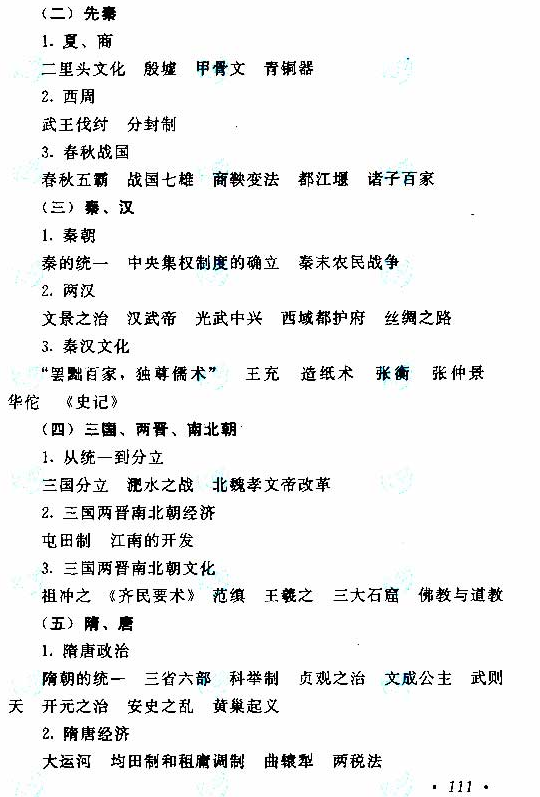 （二）先秦
1. 夏、商
二里头文化 殷墟 甲骨文 青铜器
2. 西周
武王伐纣 分封制
3. 春秋战国
春秋五霸 战国七雄 商鞅变法 都江堰 诸子百家
（三）秦、汉
1. 秦朝
秦的统一 中央集权制度的确立 秦末农民战争
2. 两汉
文景之治 汉武帝 光武中兴 西域都护府 丝绸之路
3. 秦汉文化
“罢黜百家，独尊儒术” 王充 造纸术 张衡 张仲景
华佗 《史记》
（四）三国、两晋、南北朝
1. 从统一到分立
三国分立 淝水之战 北魏孝文帝改革
2. 三国两晋南北朝经济
屯田制 江南的开发
3. 三国两晋南北朝文化
祖冲之 《齐民要术》 范缜 王羲之 三大石窟 佛教与道教
（五）隋、唐
1. 隋唐政治
隋朝的统一 三省六部 科举制 贞观之治 文成公主 武则
天 开元之治 安史之乱 黄巢起义
2. 隋唐经济
大运河 均田制和租庸调制 曲辕犁 两税法
· 111 ·